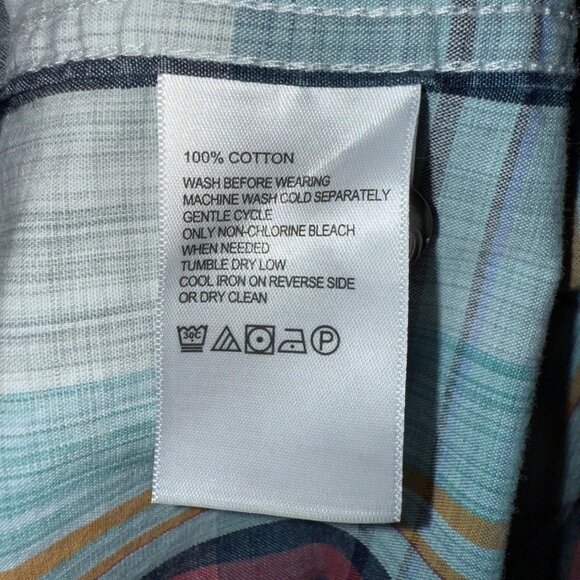 100% COTTON
WASH BEFORE WEARING
MACHINE WASH COLD SEPARATELY
GENTLE CYCLE
ONLY NON-CHLORINE BLEACH
WHEN NEEDED
TUMBLE DRY LOW
COOL IRON ON REVERSE SIDE
OR DRY CLEAN
30C P